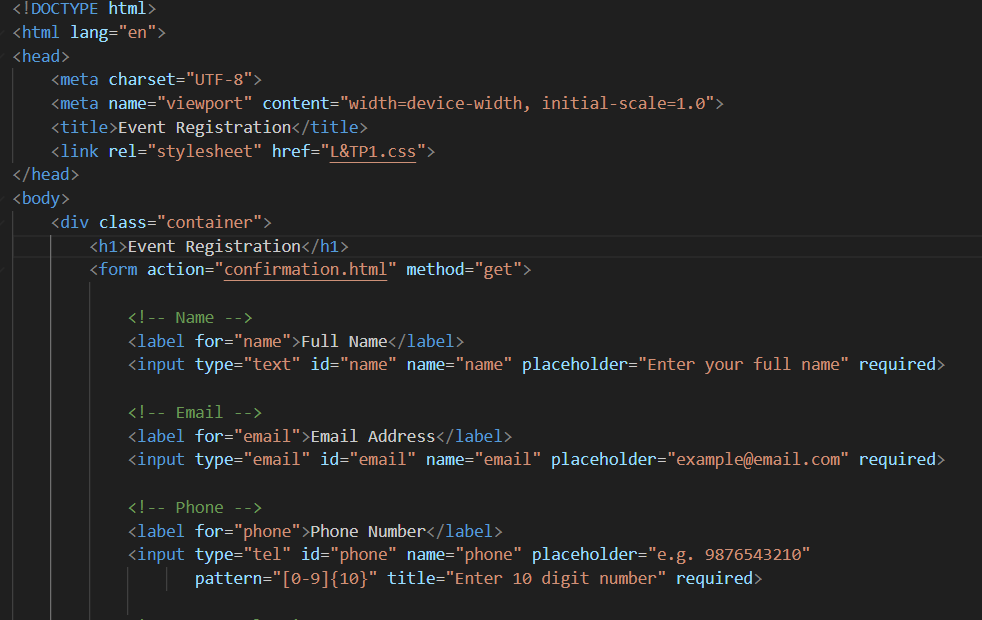 <!DOCTYPE html>
<html lang="en">
<head>
    <meta charset="UTF-8">
    <meta name="viewport" content="width=device-width, initial-scale=1.0">
    <title>Event Registration</title>
    <link rel="stylesheet" href="L&TP1.css">
</head>
<body>
    <div class="container">
        <h1>Event Registration</h1>
        <form action="confirmation.html" method="get">

            <!-- Name -->
            <label for="name">Full Name</label>
            <input type="text" id="name" name="name" placeholder="Enter your full name" required>

            <!-- Email -->
            <label for="email">Email Address</label>
            <input type="email" id="email" name="email" placeholder="example@email.com" required>

            <!-- Phone -->
            <label for="phone">Phone Number</label>
            <input type="tel" id="phone" name="phone" placeholder="e.g. 9876543210"
                   pattern="[0-9]{10}" title="Enter 10 digit number" required>